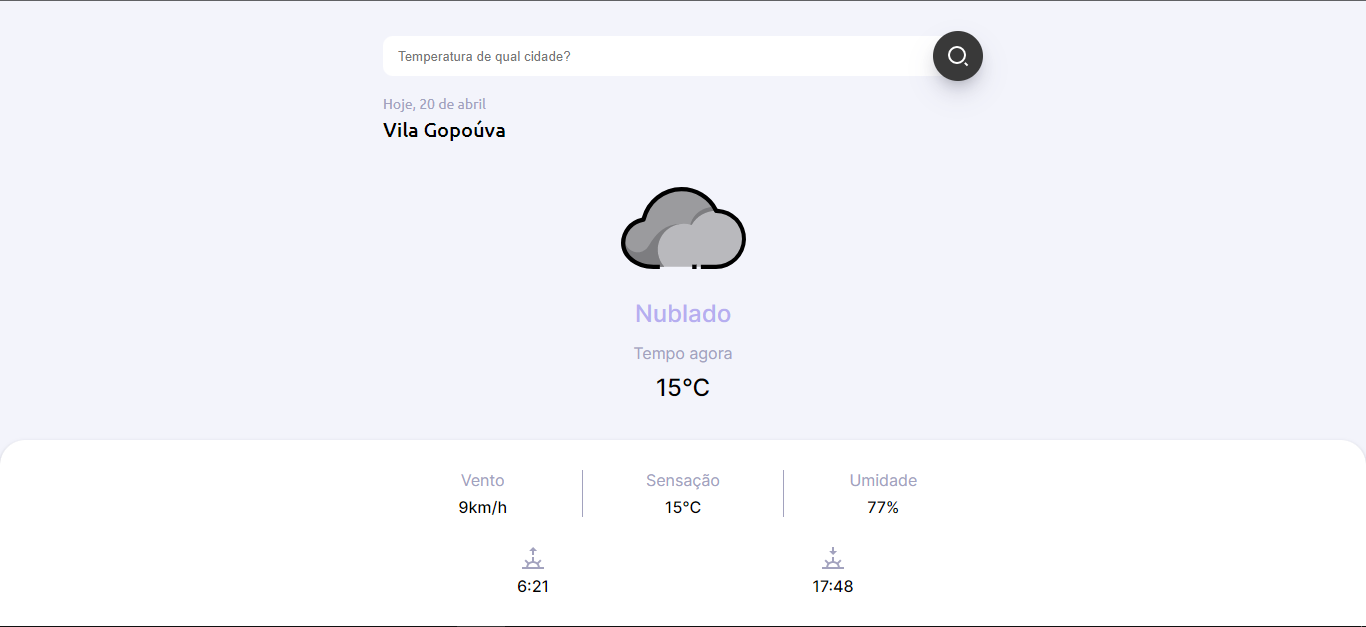 Temperatura de qual cidade?
Hoje, 20 de abril
Vila Gopoúva
Nublado
Tempo agora
15°C
Vento Sensação Umidade
9km/h 15°C 77%
6:21 17:48